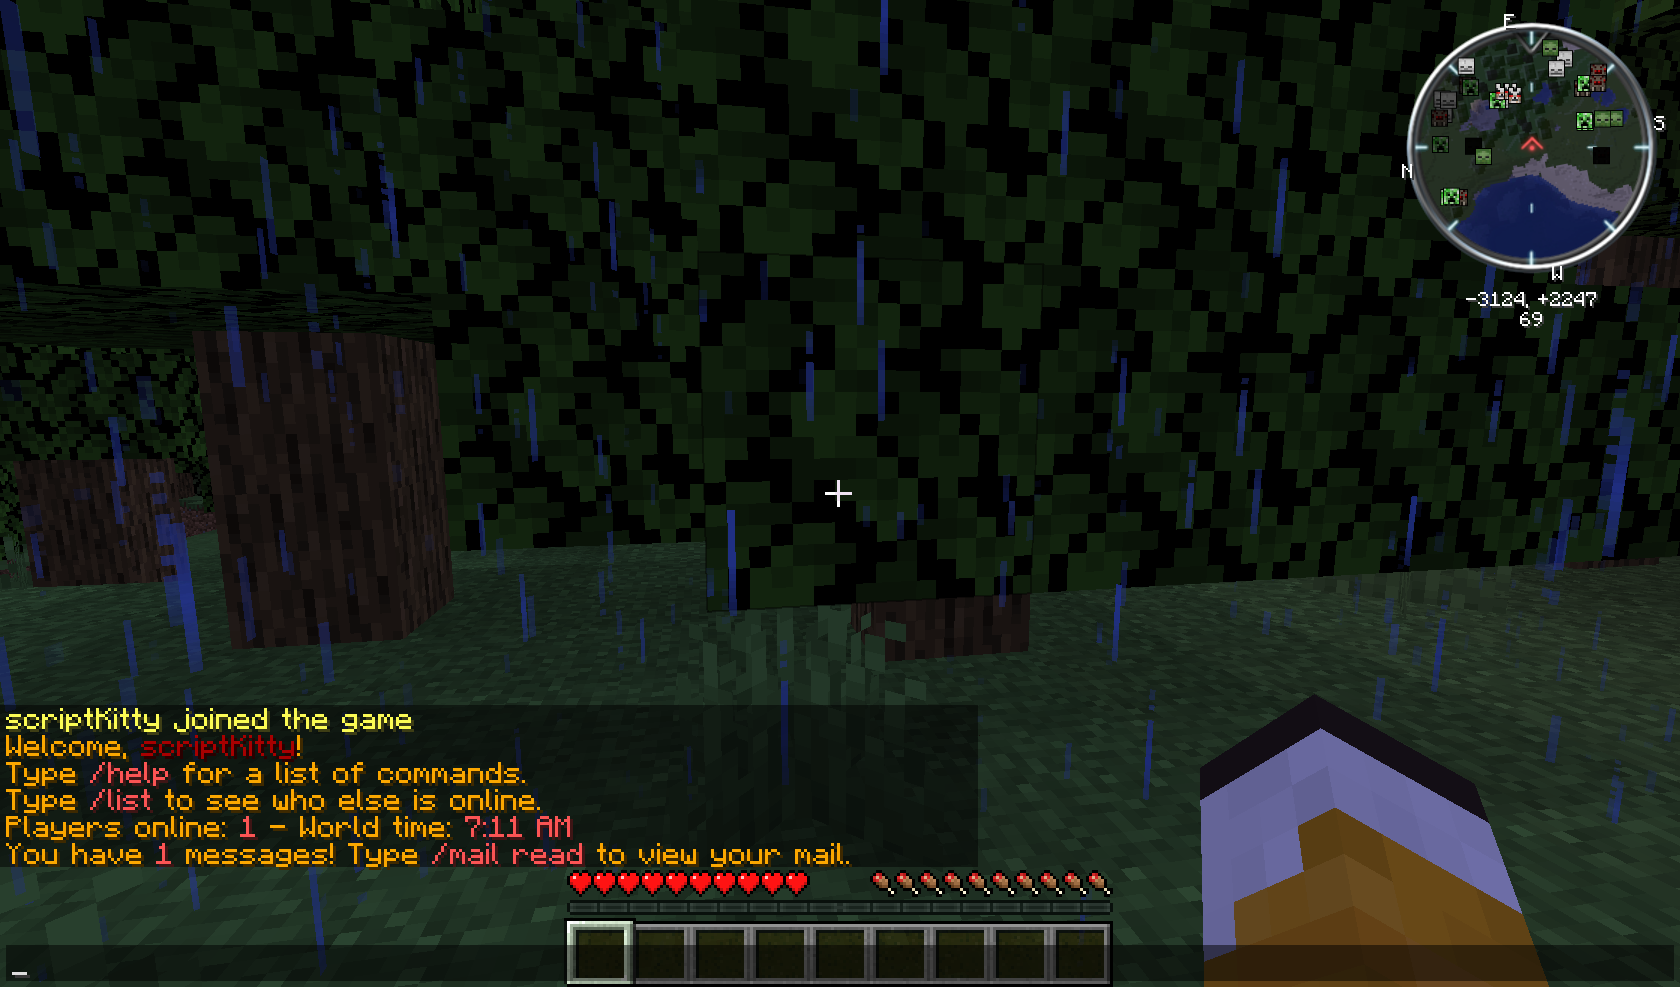 E
S
N
W
-3124, +2247
69
scriptKitty joined the game
Welcome, scriptKitty!
Type /help for a list of commands.
Type /list to see who else is online.
Players online: 1 - World time: 7:11 AM
You have 1 messages! Type /mail read to view your mail.
_